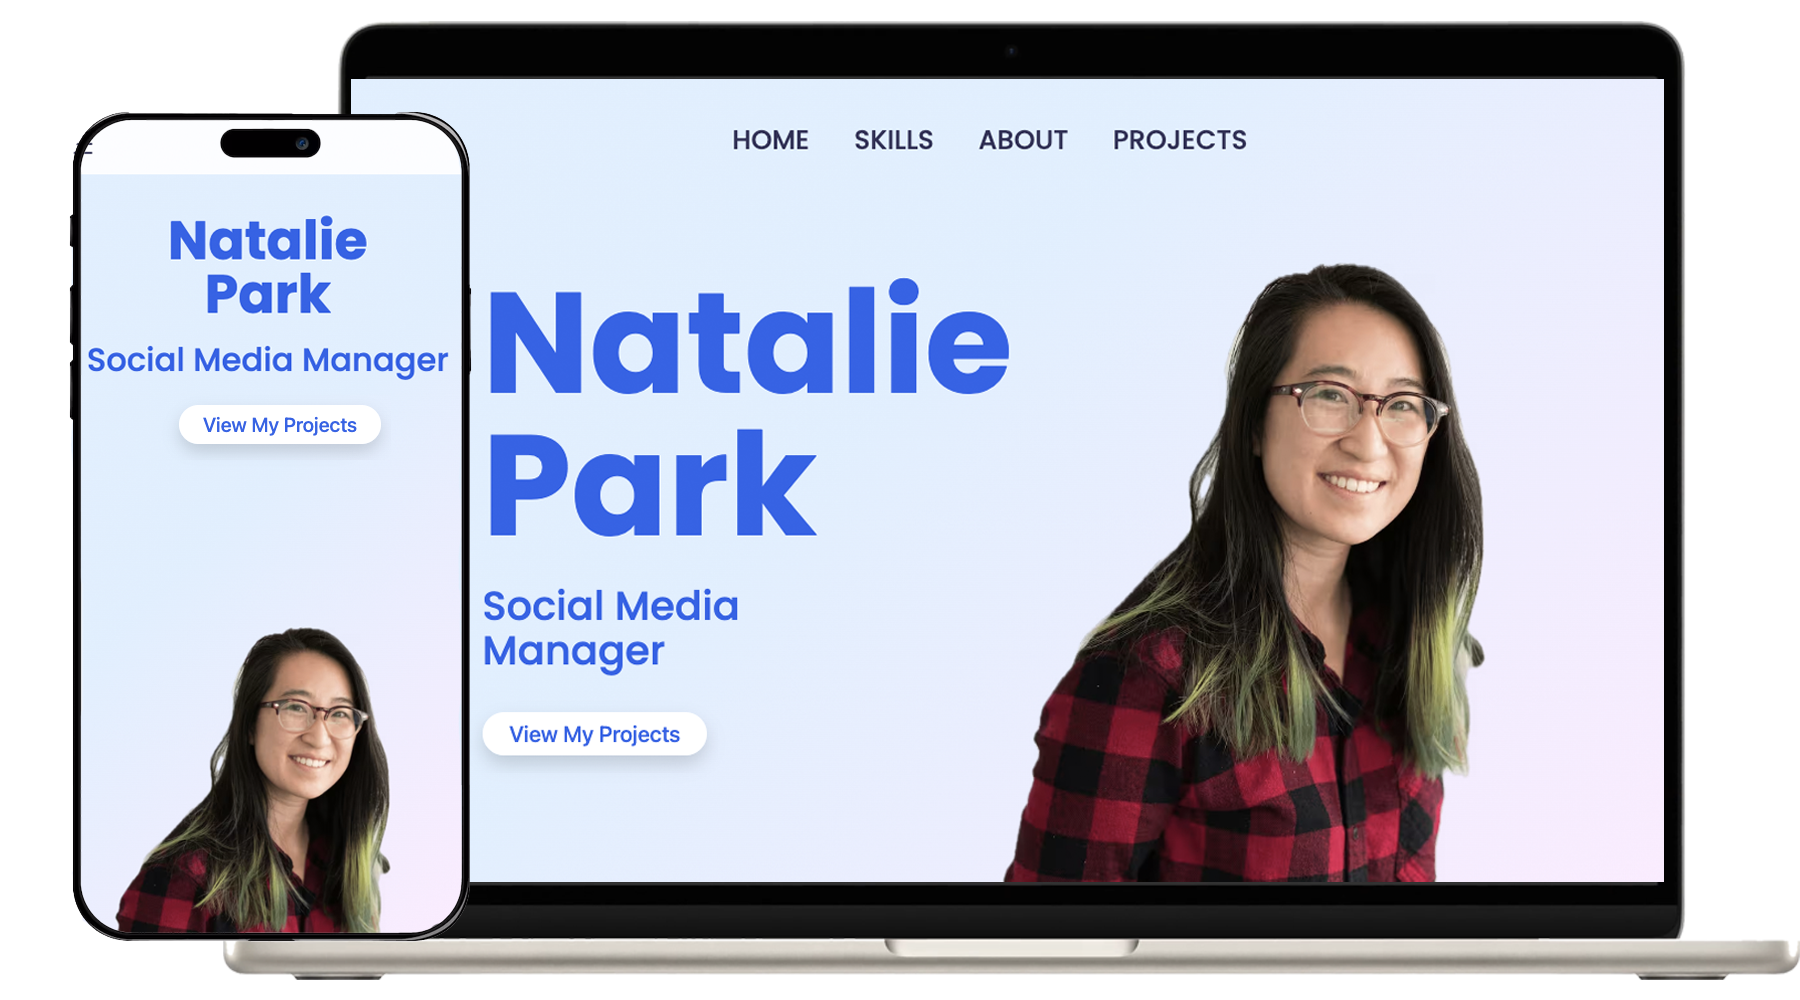 Natalie
Park
Social Media Manager
View My Projects
HOME SKILLS ABOUT PROJECTS
Natalie
Park
Social Media
Manager
View My Projects